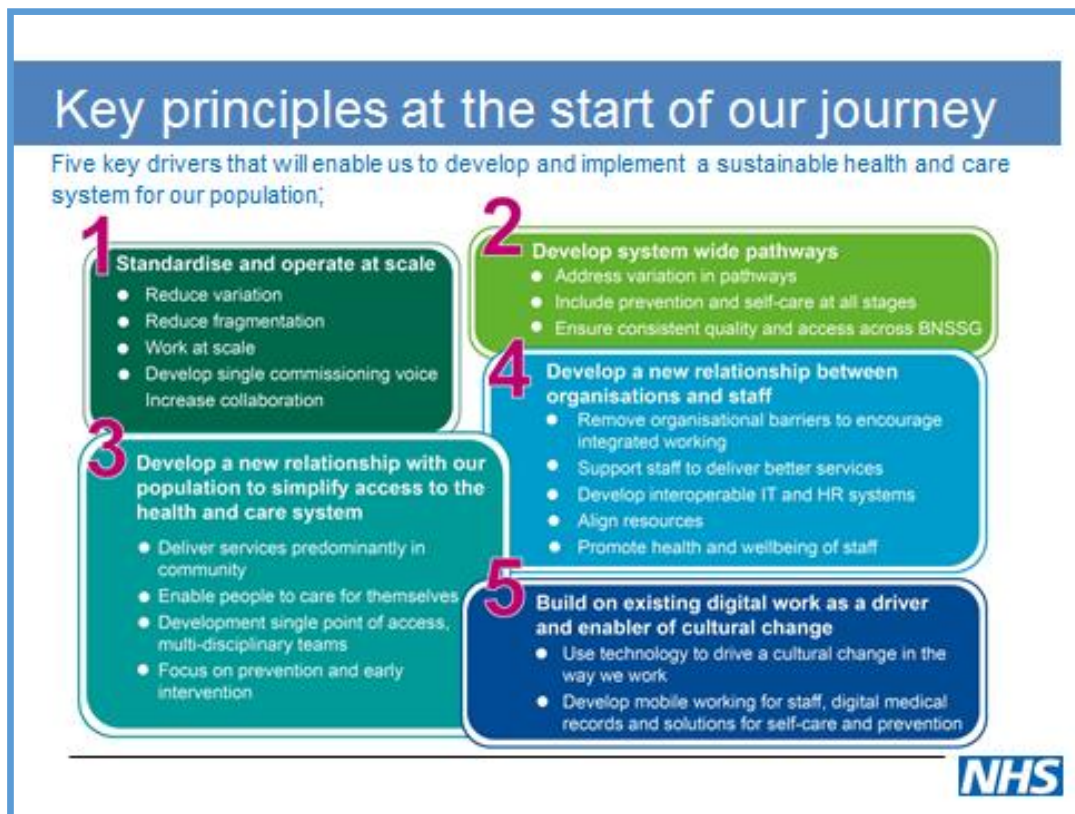 Key principles at the start of our journey
Five key drivers that will enable us to develop and implement a sustainable health and care
system for our population;
1
Standardise and operate at scale
● Reduce variation
● Reduce fragmentation
● Work at scale
● Develop single commissioning voice
Increase collaboration
2
Develop system wide pathways
● Address variation in pathways
● Include prevention and self-care at all stages
● Ensure consistent quality and access across BNSSG
3
Develop a new relationship with our
population to simplify access to the
health and care system
● Deliver services predominantly in
community
● Enable people to care for themselves
● Development single point of access,
multi-disciplinary teams
● Focus on prevention and early
intervention
4
Develop a new relationship between
organisations and staff
● Remove organisational barriers to encourage
integrated working
● Support staff to deliver better services
● Develop interoperable IT and HR systems
● Align resources
● Promote health and wellbeing of staff
5
Build on existing digital work as a driver
and enabler of cultural change
● Use technology to drive a cultural change in the
way we work
● Develop mobile working for staff, digital medical
records and solutions for self-care and prevention
NHS